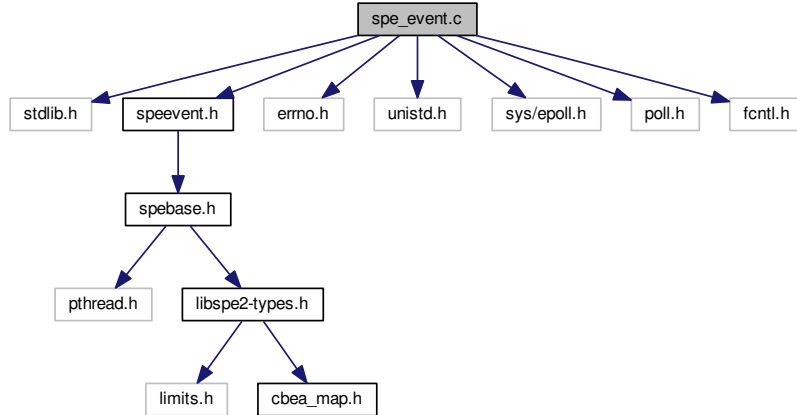 spe_event.c
stdlib.h
speevent.h
errno.h
unistd.h
sys/epoll.h
poll.h
fcntl.h
spebase.h
pthread.h
libspe2-types.h
limits.h
cbea_map.h